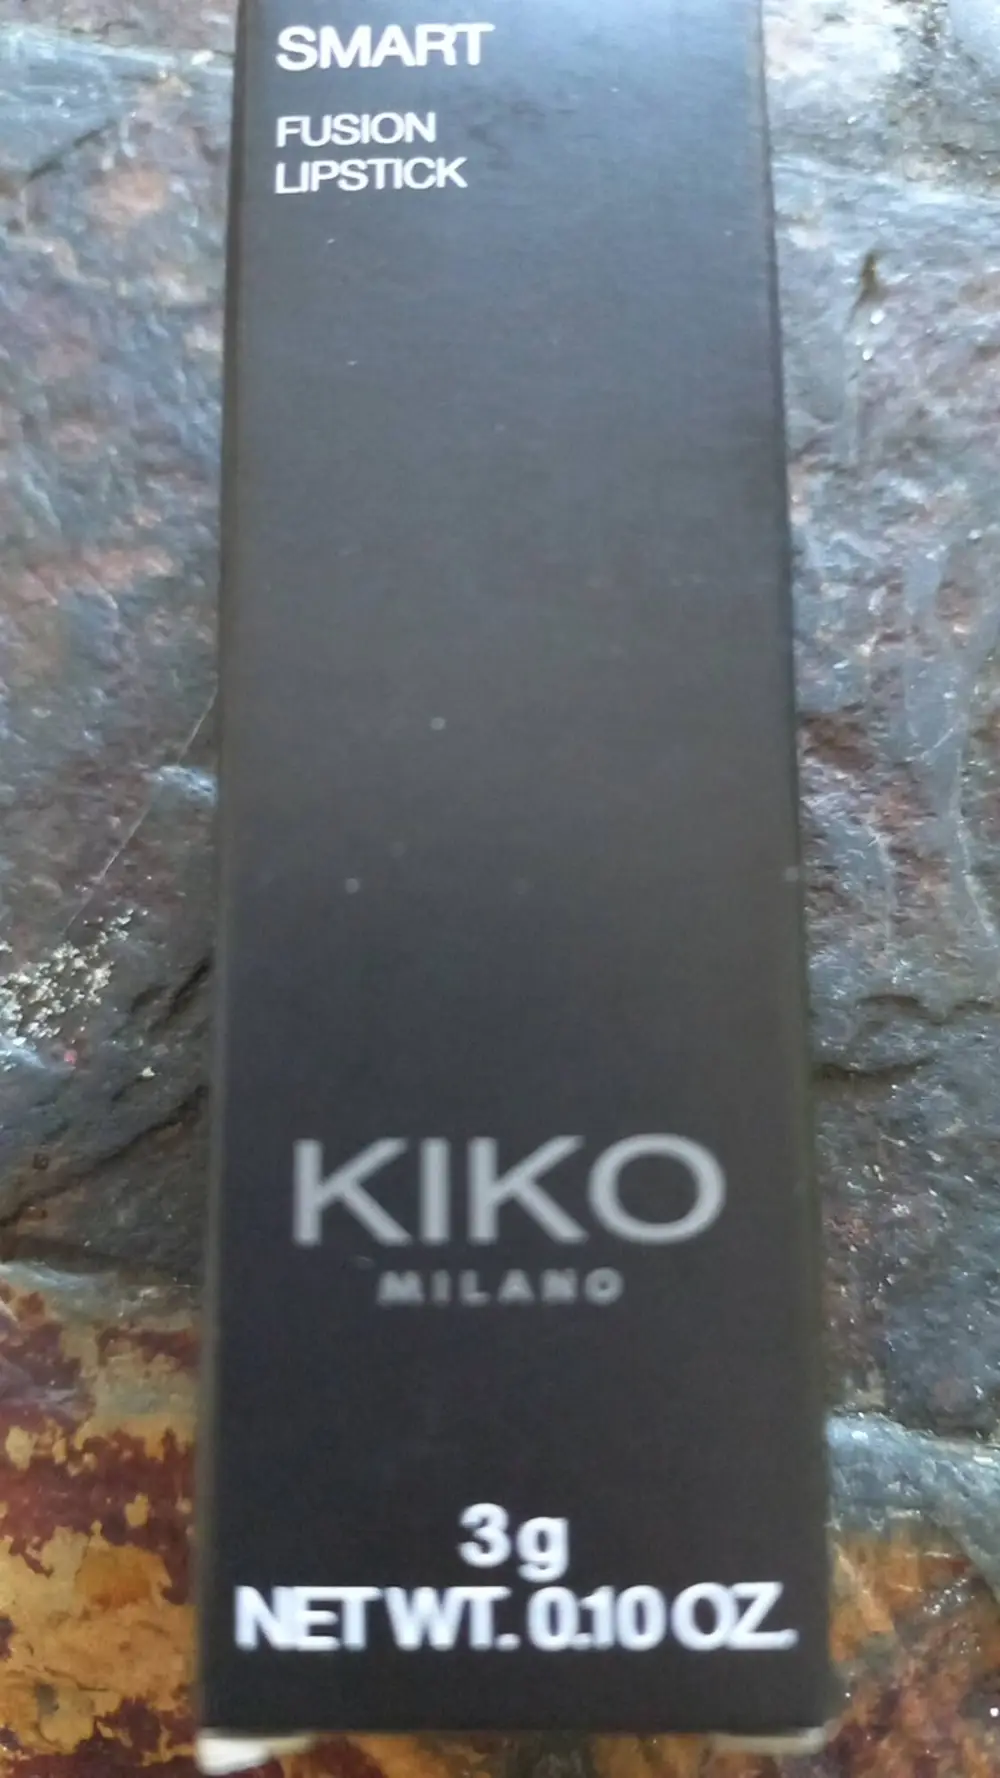 SMART
FUSION
LIPSTICK
KIKO
MILANO
3g
NET WT. 0.10 OZ.